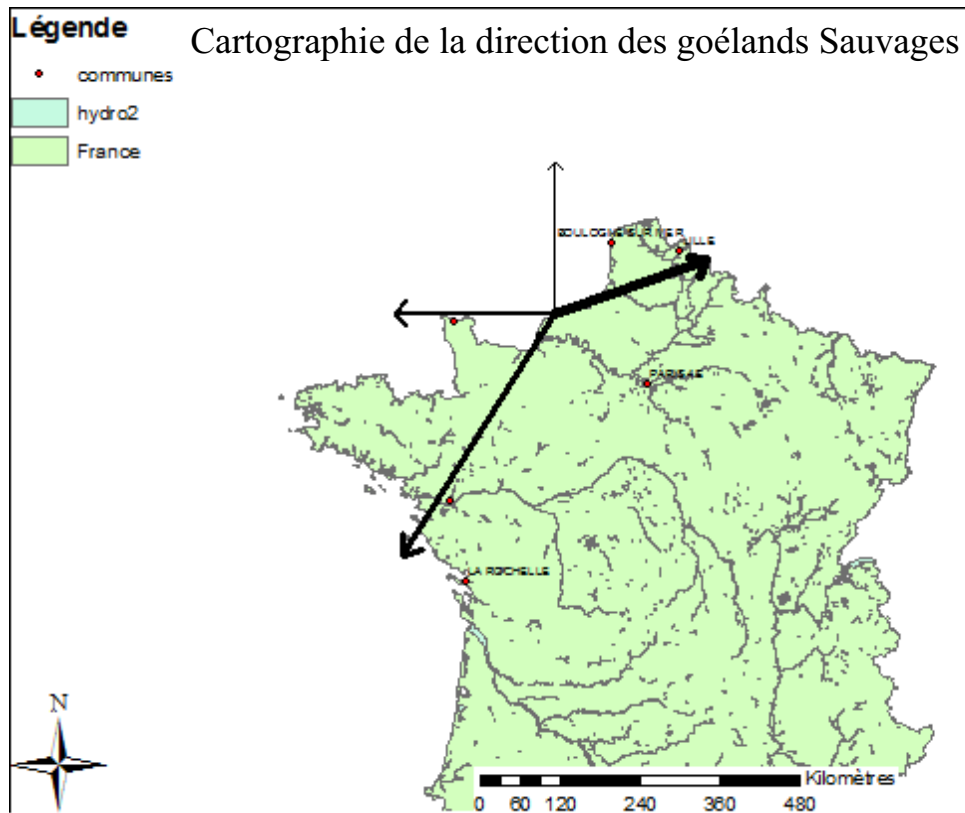 Légende
Cartographie de la direction des goélands Sauvages
communes
hydro2
France
BOULOGNE-SUR-MER
LILLE
LA ROCHELLE
N
Kilomètres
0 60 120 240 360 480